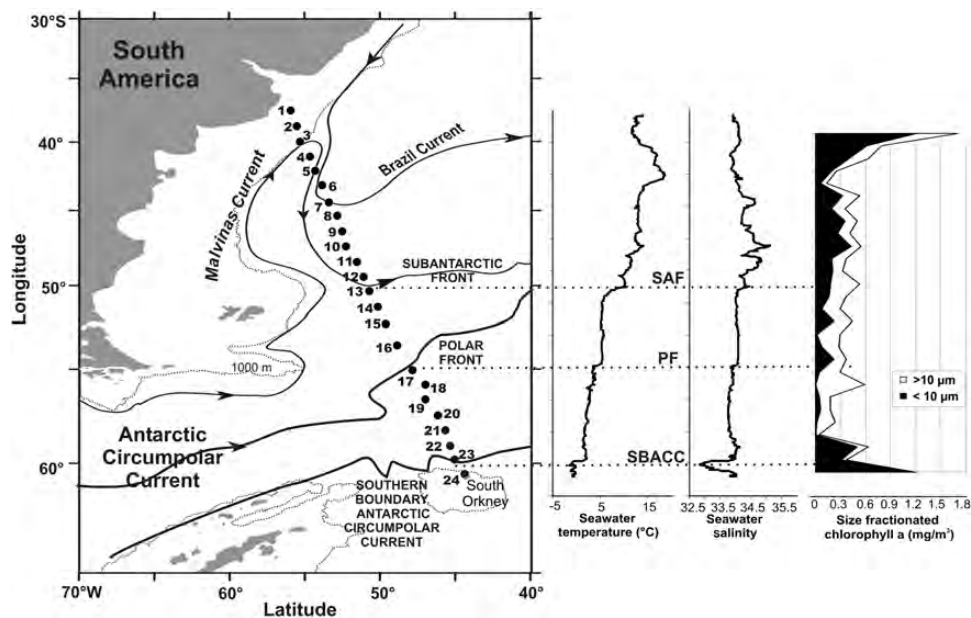 30°S
South
America
1
2
3
40°
4
5
6
7
8
9
10
11
12
13
14
15
16
17
18
19
20
21
22
23
24
Brazil Current
Malvinas Current
SUBANTARCTIC
FRONT
50°
POLAR
FRONT
1000 m
Antarctic
Circumpolar
Current
60°
SOUTHERN
BOUNDARY
ANTARCTIC
CIRCUMPOLAR
CURRENT
South
Orkney
70°W
60°
50°
40°
Latitude
Longitude
SAF
PF
SBACC
-5
5
15
Seawater
temperature (°C)
32.5
33.5
34.5
35.5
Seawater
salinity
>10 µm
< 10 µm
0
0.3
0.6
0.9
1.2
1.5
1.8
Size fractionated
chlorophyll a (mg/m³)